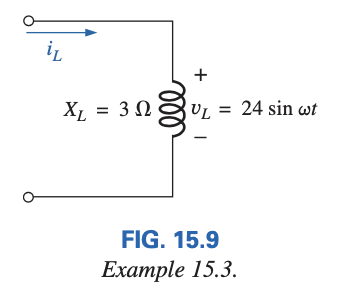 i_L
+
X_L = 3 Ω
v_L = 24 sin ωt
–
FIG. 15.9
Example 15.3.